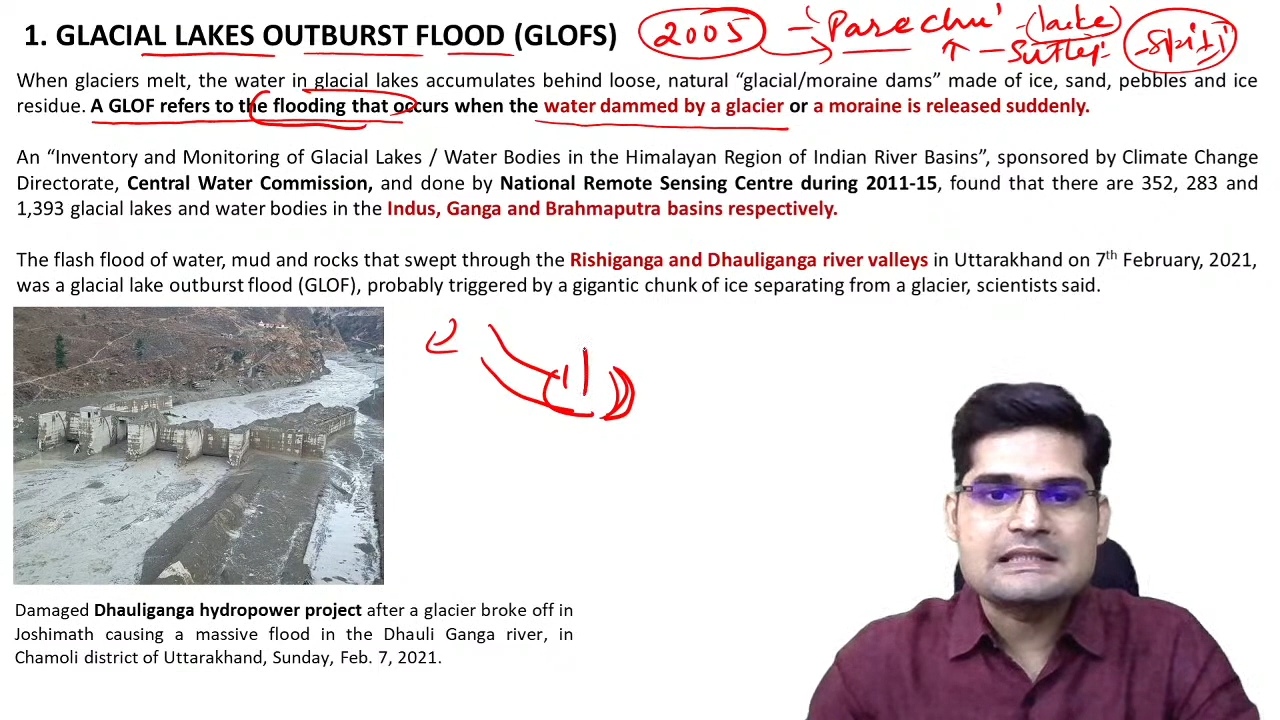 1. GLACIAL LAKES OUTBURST FLOOD (GLOFS)
2005 - Parechu (lake)
- Sutlej - Spiti
When glaciers melt, the water in glacial lakes accumulates behind loose, natural “glacial/moraine dams” made of ice, sand, pebbles and ice
residue. A GLOF refers to the flooding that occurs when the water dammed by a glacier or a moraine is released suddenly.
An “Inventory and Monitoring of Glacial Lakes / Water Bodies in the Himalayan Region of Indian River Basins”, sponsored by Climate Change
Directorate, Central Water Commission, and done by National Remote Sensing Centre during 2011-15, found that there are 352, 283 and
1,393 glacial lakes and water bodies in the Indus, Ganga and Brahmaputra basins respectively.
The flash flood of water, mud and rocks that swept through the Rishiganga and Dhauliganga river valleys in Uttarakhand on 7th February, 2021,
was a glacial lake outburst flood (GLOF), probably triggered by a gigantic chunk of ice separating from a glacier, scientists said.
Damaged Dhauliganga hydropower project after a glacier broke off in
Joshimath causing a massive flood in the Dhauli Ganga river, in
Chamoli district of Uttarakhand, Sunday, Feb. 7, 2021.